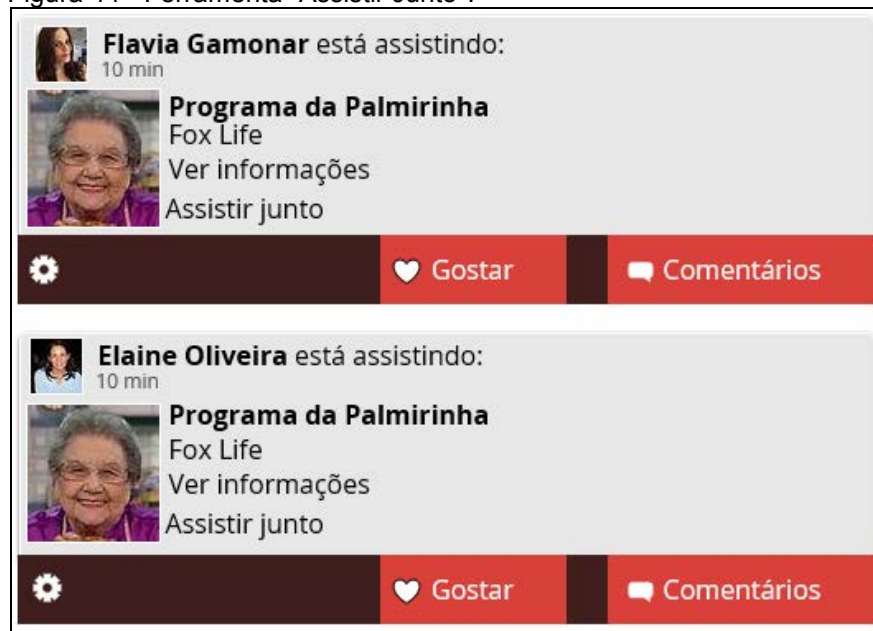 Flavia Gamonar está assistindo:
10 min
Programa da Palmirinha
Fox Life
Ver informações
Assistir junto
Gostar
Comentários
Elaine Oliveira está assistindo:
10 min
Programa da Palmirinha
Fox Life
Ver informações
Assistir junto
Gostar
Comentários